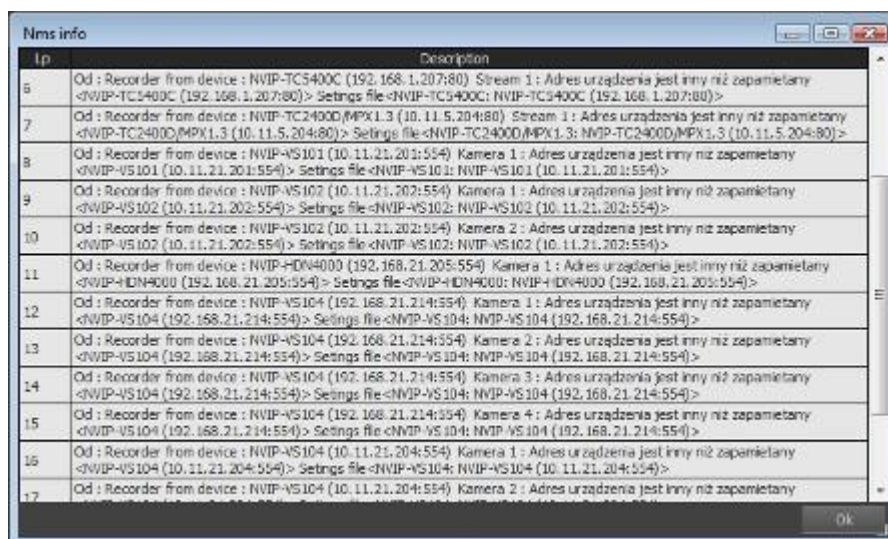 Nms info
Lp Description
6 Od : Recorder from device : NVIP-TC5400C (192.168.1.207:80) Stream 1 : Adres urządzenia jest inny niż zapamietany
<NVIP-TC5400C (192.168.1.207:80)> Setings file<NVIP-TC5400C: NVIP-TC5400C (192.168.1.207:80)>
7 Od : Recorder from device : NVIP-TC2400D/MPX1.3 (10.11.5.204:80) Stream 1 : Adres urządzenia jest inny niż zapamietany
<NVIP-TC2400D/MPX1.3 (10.11.5.204:80)> Setings file<NVIP-TC2400D/MPX1.3: NVIP-TC2400D/MPX1.3 (10.11.5.204:80)>
8 Od : Recorder from device : NVIP-VS101 (10.11.21.201:554) Kamera 1 : Adres urządzenia jest inny niż zapamietany
<NVIP-VS101 (10.11.21.201:554)> Setings file<NVIP-VS101: NVIP-VS101 (10.11.21.201:554)>
9 Od : Recorder from device : NVIP-VS102 (10.11.21.202:554) Kamera 1 : Adres urządzenia jest inny niż zapamietany
<NVIP-VS102 (10.11.21.202:554)> Setings file<NVIP-VS102: NVIP-VS102 (10.11.21.202:554)>
10 Od : Recorder from device : NVIP-VS102 (10.11.21.202:554) Kamera 2 : Adres urządzenia jest inny niż zapamietany
<NVIP-VS102 (10.11.21.202:554)> Setings file<NVIP-VS102: NVIP-VS102 (10.11.21.202:554)>
11 Od : Recorder from device : NVIP-HDN4000 (192.168.21.205:554) Kamera 1 : Adres urządzenia jest inny niż zapamietany
<NVIP-HDN4000 (192.168.21.205:554)> Setings file<NVIP-HDN4000: NVIP-HDN4000 (192.168.21.205:554)>
12 Od : Recorder from device : NVIP-VS104 (192.168.21.214:554) Kamera 1 : Adres urządzenia jest inny niż zapamietany
<NVIP-VS104 (192.168.21.214:554)> Setings file<NVIP-VS104: NVIP-VS104 (192.168.21.214:554)>
13 Od : Recorder from device : NVIP-VS104 (192.168.21.214:554) Kamera 2 : Adres urządzenia jest inny niż zapamietany
<NVIP-VS104 (192.168.21.214:554)> Setings file<NVIP-VS104: NVIP-VS104 (192.168.21.214:554)>
14 Od : Recorder from device : NVIP-VS104 (192.168.21.214:554) Kamera 3 : Adres urządzenia jest inny niż zapamietany
<NVIP-VS104 (192.168.21.214:554)> Setings file<NVIP-VS104: NVIP-VS104 (192.168.21.214:554)>
15 Od : Recorder from device : NVIP-VS104 (192.168.21.214:554) Kamera 4 : Adres urządzenia jest inny niż zapamietany
<NVIP-VS104 (192.168.21.214:554)> Setings file<NVIP-VS104: NVIP-VS104 (192.168.21.214:554)>
16 Od : Recorder from device : NVIP-VS104 (10.11.21.204:554) Kamera 1 : Adres urządzenia jest inny niż zapamietany
<NVIP-VS104 (10.11.21.204:554)> Setings file<NVIP-VS104: NVIP-VS104 (10.11.21.204:554)>
17 Od : Recorder from device : NVIP-VS104 (10.11.21.204:554) Kamera 2 : Adres urządzenia jest inny niż zapamietany
Ok